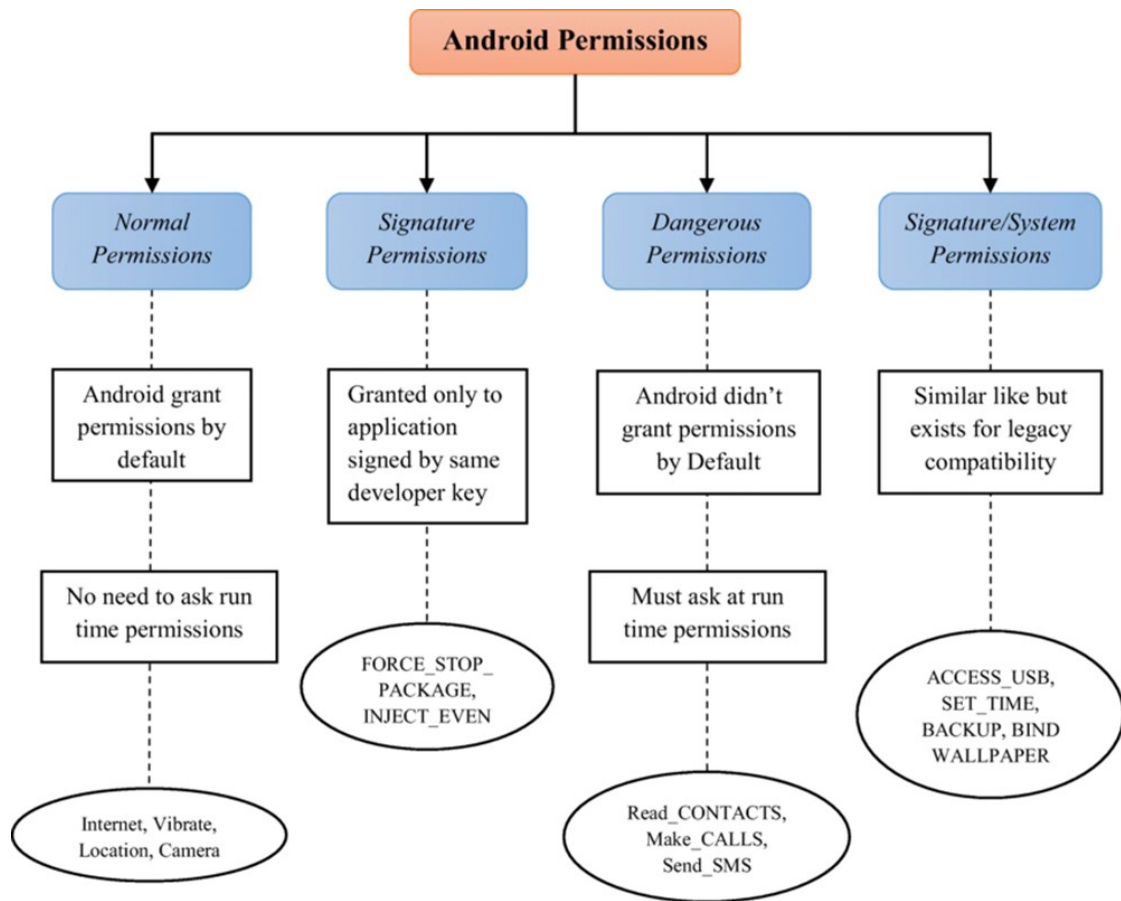 Android Permissions
Normal
Permissions
Signature
Permissions
Dangerous
Permissions
Signature/System
Permissions
Android grant
permissions by
default
Granted only to
application
signed by same
developer key
Android didn’t
grant permissions
by Default
Similar like but
exists for legacy
compatibility
No need to ask run
time permissions
Must ask at run
time permissions
FORCE_STOP_
PACKAGE,
INJECT_EVEN
ACCESS_USB,
SET_TIME,
BACKUP, BIND
WALLPAPER
Internet, Vibrate,
Location, Camera
Read_CONTACTS,
Make_CALLS,
Send_SMS